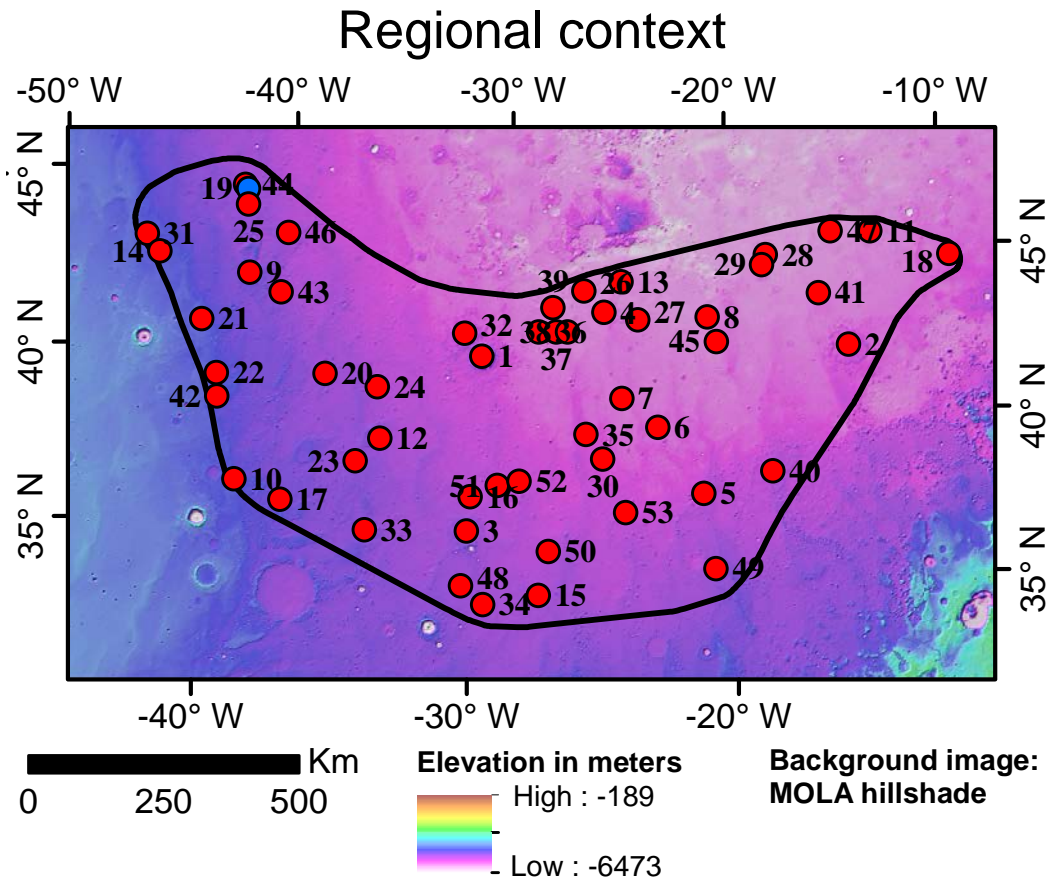 Regional context
-50° W -40° W -30° W -20° W -10° W
45° N
40° N
35° N
45° N
40° N
35° N
19 44
25 46
14 31
9
43
21
22
42
20
24
12
23
10
17
33
32
1
39
26 13
38 36
37
4 27
8
45
29 28
47 11
18
41
2
7
35 6
30
51 16 52
53
5
40
3
50
48
34 15
49
-40° W -30° W -20° W
Km
0 250 500
Elevation in meters
High : -189
Low : -6473
Background image:
MOLA hillshade